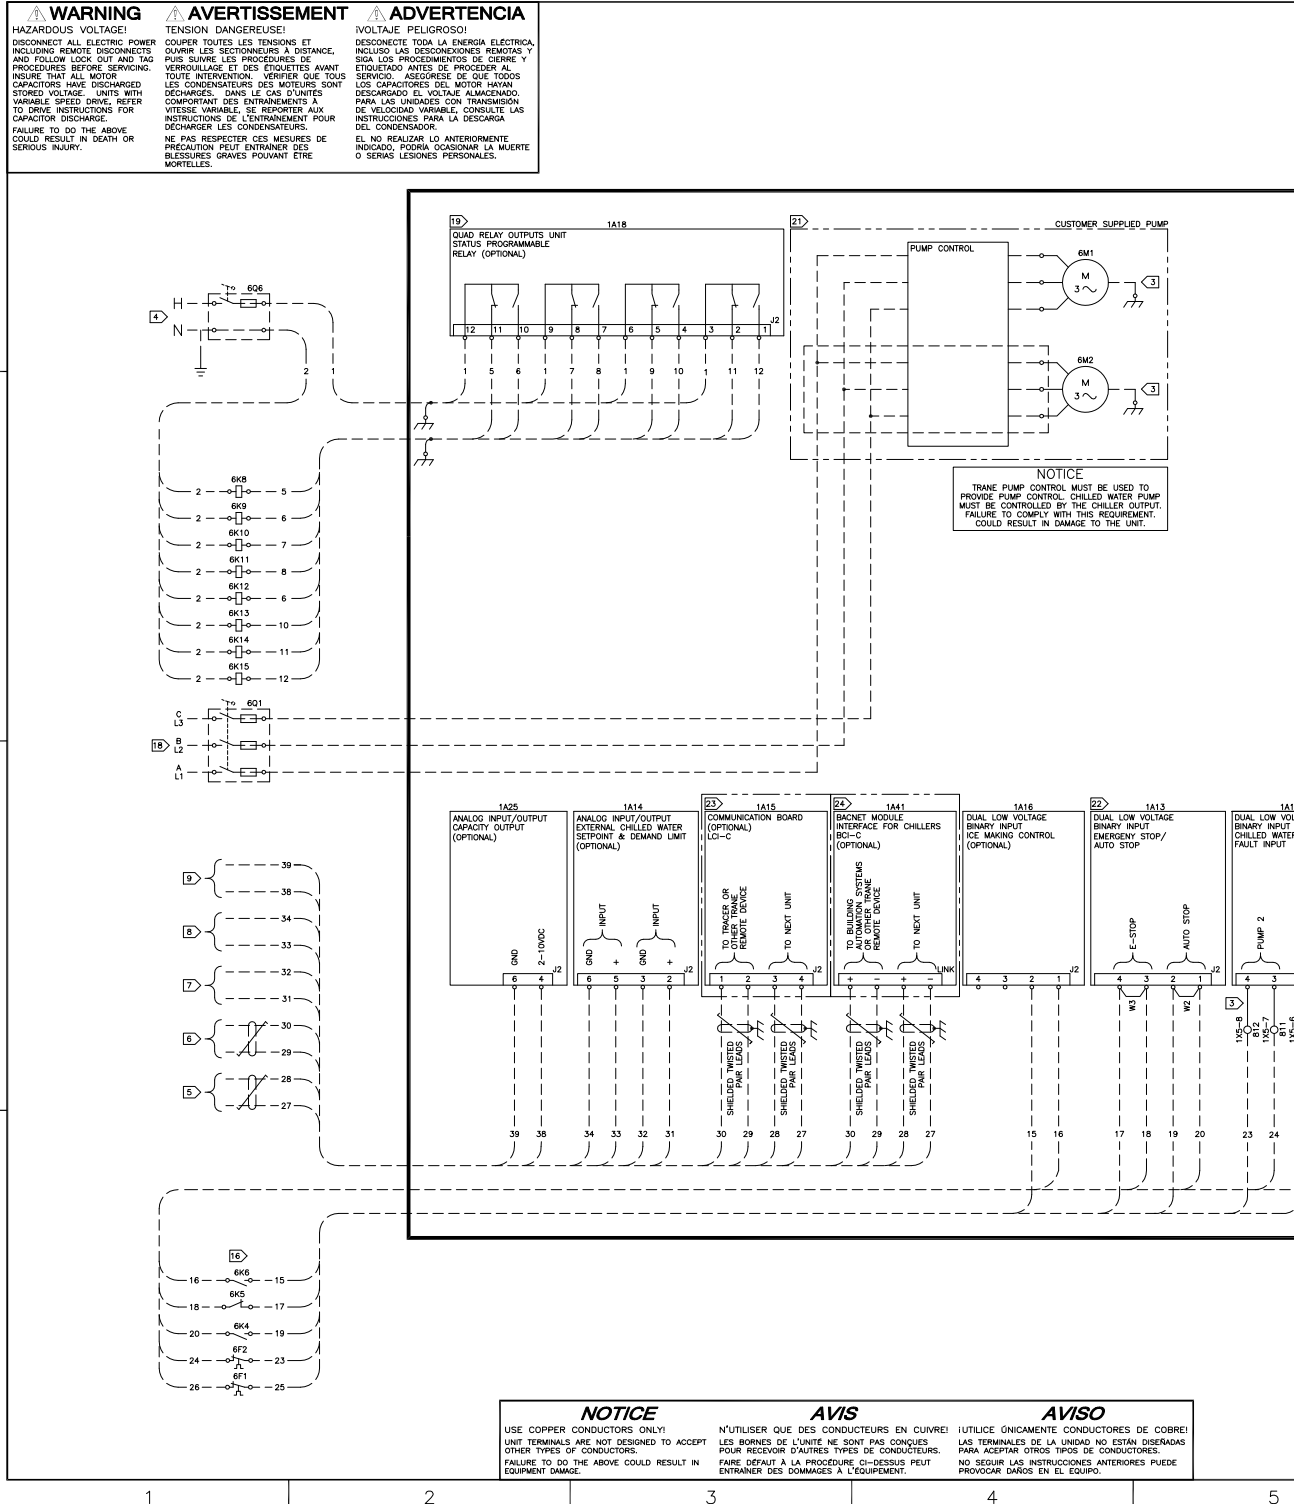 WARNING
HAZARDOUS VOLTAGE!
DISCONNECT ALL ELECTRIC POWER
INCLUDING REMOTE DISCONNECTS
AND FOLLOW LOCK OUT AND TAG
PROCEDURES BEFORE SERVICING.
INSURE THAT ALL MOTOR
CAPACITORS HAVE DISCHARGED
STORED VOLTAGE. UNITS WITH
VARIABLE SPEED DRIVE, REFER
TO DRIVE INSTRUCTIONS FOR
CAPACITOR DISCHARGE.
FAILURE TO DO THE ABOVE
COULD RESULT IN DEATH OR
SERIOUS INJURY.
AVERTISSEMENT
TENSION DANGEREUSE!
COUPER TOUTES LES TENSIONS ET
OUVRIR LES SECTIONNEURS À DISTANCE,
PUIS SUIVRE LES PROCÉDURES DE
VERROUILLAGE ET DES ÉTIQUETTES AVANT
TOUTE INTERVENTION. VÉRIFIER QUE TOUS
LES CONDENSATEURS DES MOTEURS SONT
DÉCHARGÉS. DANS LE CAS D'UNITÉS
COMPORTANT DES ENTRAÎNEMENTS À
VITESSE VARIABLE, SE REPORTER AUX
INSTRUCTIONS DE L'ENTRAÎNEMENT POUR
DÉCHARGER LES CONDENSATEURS.
NE PAS RESPECTER CES MESURES DE
PRÉCAUTION PEUT ENTRAÎNER DES
BLESSURES GRAVES POUVANT ÊTRE
MORTELLES.
ADVERTENCIA
¡VOLTAJE PELIGROSO!
DESCONECTE TODA LA ENERGÍA ELÉCTRICA,
INCLUSO LAS DESCONEXIONES REMOTAS Y
SIGA LOS PROCEDIMIENTOS DE CIERRE Y
ETIQUETADO ANTES DE PROCEDER AL
SERVICIO. ASEGÚRESE DE QUE TODOS
LOS CAPACITORES DEL MOTOR HAYAN
DESCARGADO EL VOLTAJE ALMACENADO.
PARA LAS UNIDADES CON TRANSMISIÓN
DE VELOCIDAD VARIABLE, CONSULTE LAS
INSTRUCCIONES PARA LA DESCARGA
DEL CONDENSADOR.
EL NO REALIZAR LO ANTERIORMENTE
INDICADO, PODRÍA OCASIONAR LA MUERTE
O SERIAS LESIONES PERSONALES.
19
1A18
QUAD RELAY OUTPUTS UNIT
STATUS PROGRAMMABLE
RELAY (OPTIONAL)
J2
12 11 10 9 8 7 6 5 4 3 2 1
1 5 6 1 7 8 1 9 10 1 11 12
21
CUSTOMER SUPPLIED PUMP
PUMP CONTROL
6M1
M
3~
3
6M2
M
3~
3
NOTICE
TRANE PUMP CONTROL MUST BE USED TO
PROVIDE PUMP CONTROL. CHILLED WATER PUMP
MUST BE CONTROLLED BY THE CHILLER OUTPUT.
FAILURE TO COMPLY WITH THIS REQUIREMENT.
COULD RESULT IN DAMAGE TO THE UNIT.
6Q6
H
4
N
2 1
6K8
2 5
6K9
2 6
6K10
2 7
6K11
2 8
6K12
2 6
6K13
2 10
6K14
2 11
6K15
2 12
6Q1
C
L3
18
B
L2
A
L1
1A25
ANALOG INPUT/OUTPUT
CAPACITY OUTPUT
(OPTIONAL)
GND
2-10VDC
J2
6 4
39 38
1A14
ANALOG INPUT/OUTPUT
EXTERNAL CHILLED WATER
SETPOINT & DEMAND LIMIT
(OPTIONAL)
INPUT
INPUT
GND + GND +
J2
6 5 3 2
34 33 32 31
23
1A15
COMMUNICATION BOARD
(OPTIONAL)
LCI-C
TO TRACER OR
OTHER TRANE
REMOTE DEVICE
TO NEXT UNIT
J2
1 2 3 4
SHIELDED TWISTED
PAIR LEADS
SHIELDED TWISTED
PAIR LEADS
30 29 28 27
24
1A41
BACNET MODULE
INTERFACE FOR CHILLERS
BCI-C
(OPTIONAL)
TO BUILDING
AUTOMATION SYSTEMS
OR OTHER TRANE
REMOTE DEVICE
TO NEXT UNIT
LINK
+ - + -
SHIELDED TWISTED
PAIR LEADS
SHIELDED TWISTED
PAIR LEADS
30 29 28 27
1A16
DUAL LOW VOLTAGE
BINARY INPUT
ICE MAKING CONTROL
(OPTIONAL)
J2
4 3 2 1
15 16
22
1A13
DUAL LOW VOLTAGE
BINARY INPUT
EMERGENY STOP/
AUTO STOP
E-STOP
AUTO STOP
J2
4 3 2 1
W3 W2
17 18 19 20
1A1
DUAL LOW VOL
BINARY INPUT
CHILLED WATER
FAULT INPUT
PUMP 2
4 3
3
1X5-8
812
1X5-7
811
1X5-6
23 24
9
39
38
8
34
33
7
32
31
6
30
29
5
28
27
16
6K6
16 15
6K5
18 17
6K4
20 19
6F2
24 23
6F1
26 25
NOTICE
USE COPPER CONDUCTORS ONLY!
UNIT TERMINALS ARE NOT DESIGNED TO ACCEPT
OTHER TYPES OF CONDUCTORS.
FAILURE TO DO THE ABOVE COULD RESULT IN
EQUIPMENT DAMAGE.
AVIS
N'UTILISER QUE DES CONDUCTEURS EN CUIVRE!
LES BORNES DE L'UNITÉ NE SONT PAS CONÇUES
POUR RECEVOIR D'AUTRES TYPES DE CONDUCTEURS.
FAIRE DÉFAUT À LA PROCÉDURE CI-DESSUS PEUT
ENTRAÎNER DES DOMMAGES À L'ÉQUIPEMENT.
AVISO
¡UTILICE ÚNICAMENTE CONDUCTORES DE COBRE!
LAS TERMINALES DE LA UNIDAD NO ESTÁN DISEÑADAS
PARA ACEPTAR OTROS TIPOS DE CONDUCTORES.
NO SEGUIR LAS INSTRUCCIONES ANTERIORES PUEDE
PROVOCAR DAÑOS EN EL EQUIPO.
1 2 3 4 5